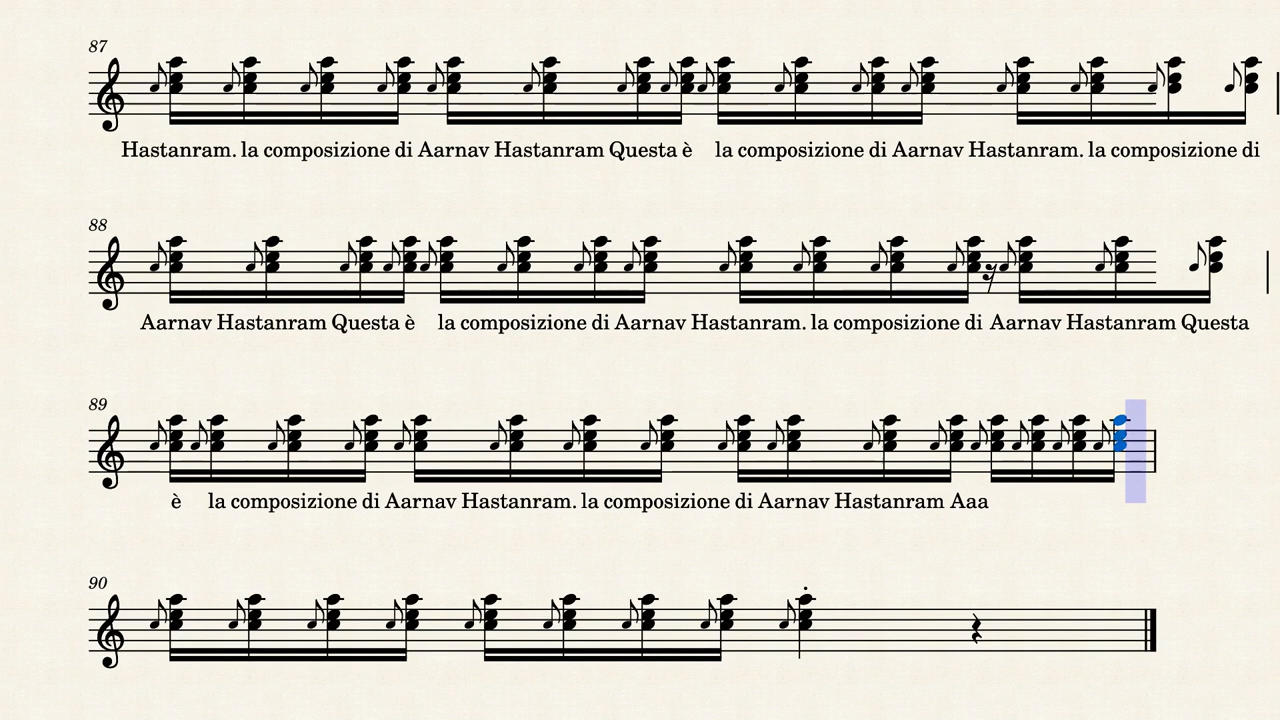 87
Hastanram. la composizione di Aarnav Hastanram Questa è la composizione di Aarnav Hastanram. la composizione di
88
Aarnav Hastanram Questa è la composizione di Aarnav Hastanram. la composizione di Aarnav Hastanram Questa
89
è la composizione di Aarnav Hastanram. la composizione di Aarnav Hastanram Aaa
90